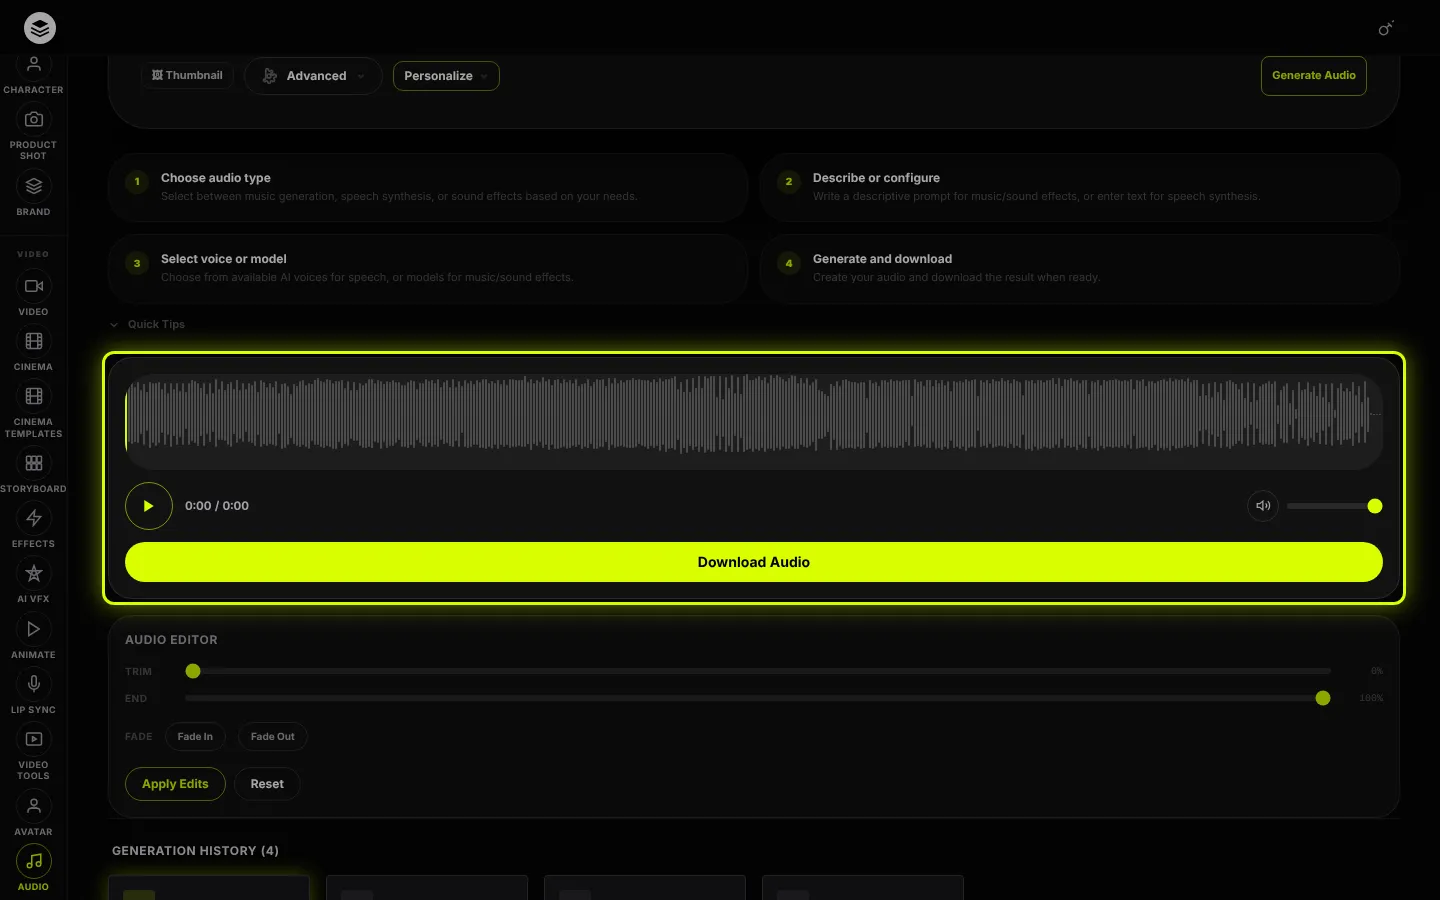 Thumbnail
Advanced
Personalize
Generate Audio
CHARACTER
PRODUCT
SHOT
BRAND
VIDEO
VIDEO
CINEMA
CINEMA
TEMPLATES
STORYBOARD
EFFECTS
AI VFX
ANIMATE
LIP SYNC
VIDEO
TOOLS
AVATAR
AUDIO
1
Choose audio type
Select between music generation, speech synthesis, or sound effects based on your needs.
2
Describe or configure
Write a descriptive prompt for music/sound effects, or enter text for speech synthesis.
3
Select voice or model
Choose from available AI voices for speech, or models for music/sound effects.
4
Generate and download
Create your audio and download the result when ready.
Quick Tips
0:00 / 0:00
Download Audio
AUDIO EDITOR
TRIM
0%
END
100%
FADE
Fade In
Fade Out
Apply Edits
Reset
GENERATION HISTORY (4)